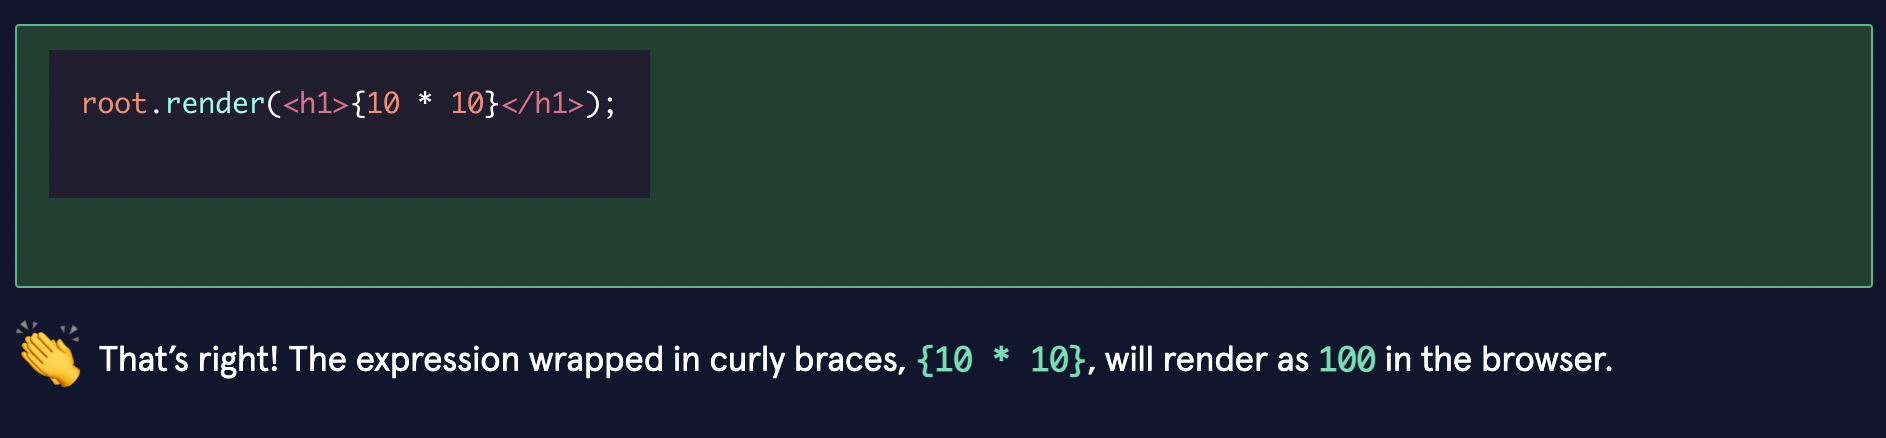 root.render(<h1>{10 * 10}</h1>);
That’s right! The expression wrapped in curly braces, {10 * 10}, will render as 100 in the browser.